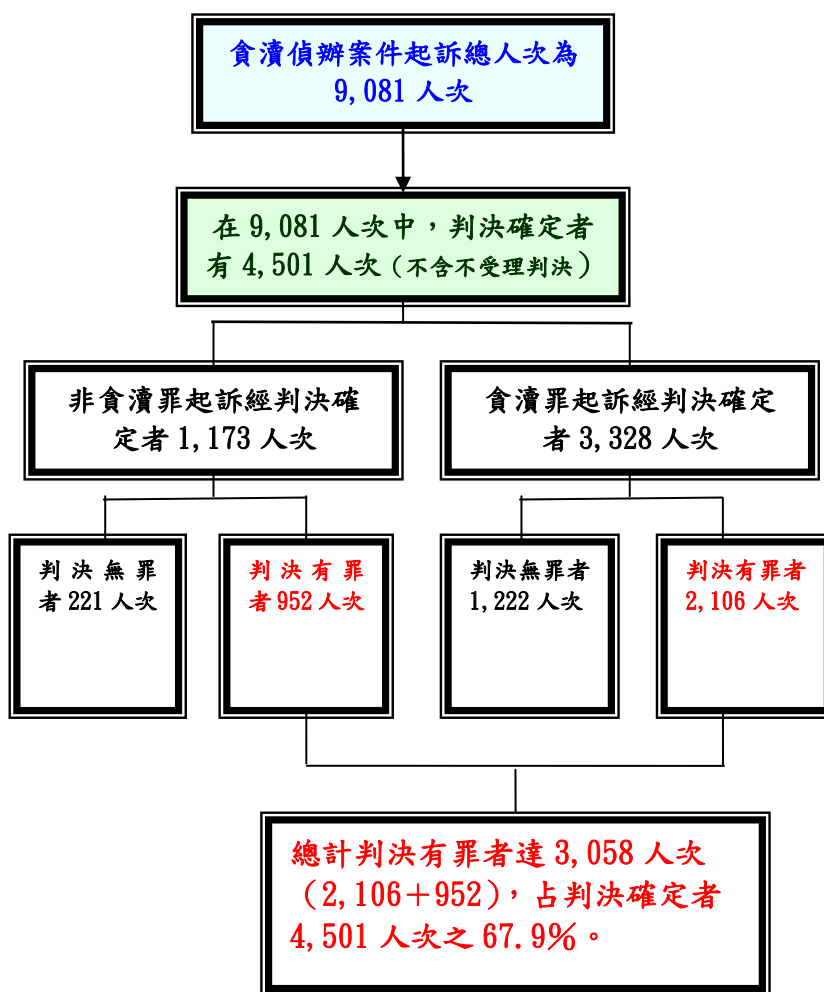 貪瀆偵辦案件起訴總人次為
9,081 人次
在 9,081 人次中，判決確定者
有 4,501 人次（不含不受理判決）
非貪瀆罪起訴經判決確
定者 1,173 人次
貪瀆罪起訴經判決確定
者 3,328 人次
判決無罪
者 221 人次
判決有罪
者 952 人次
判決無罪者
1,222 人次
判決有罪者
2,106 人次
總計判決有罪者達 3,058 人次
（2,106＋952），占判決確定者
4,501 人次之 67.9％。